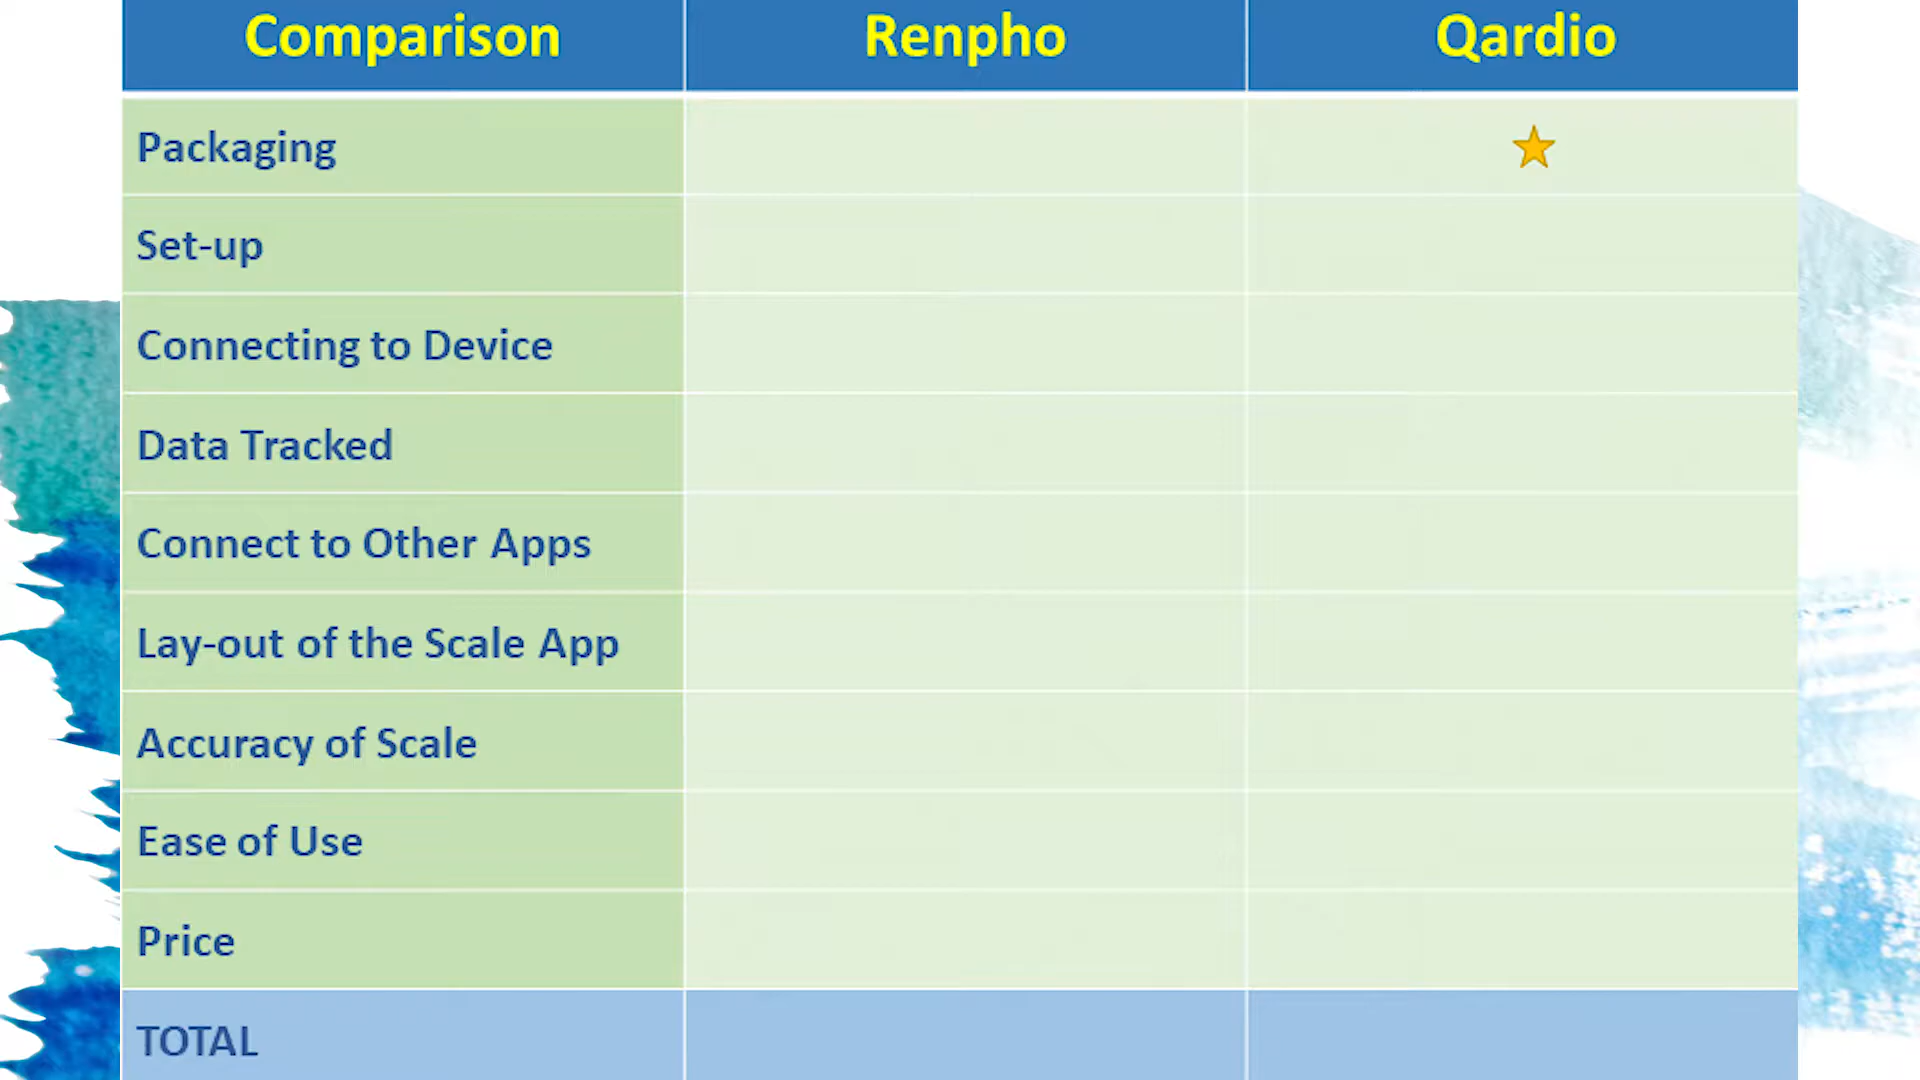 Comparison Renpho Qardio
Packaging
Set-up
Connecting to Device
Data Tracked
Connect to Other Apps
Lay-out of the Scale App
Accuracy of Scale
Ease of Use
Price
TOTAL